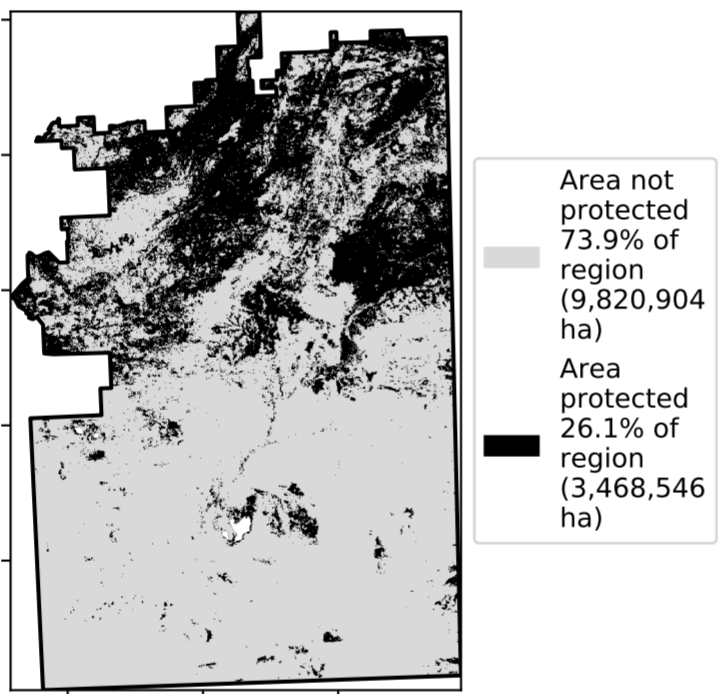 Area not
protected
73.9% of
region
(9,820,904
ha)
Area
protected
26.1% of
region
(3,468,546
ha)